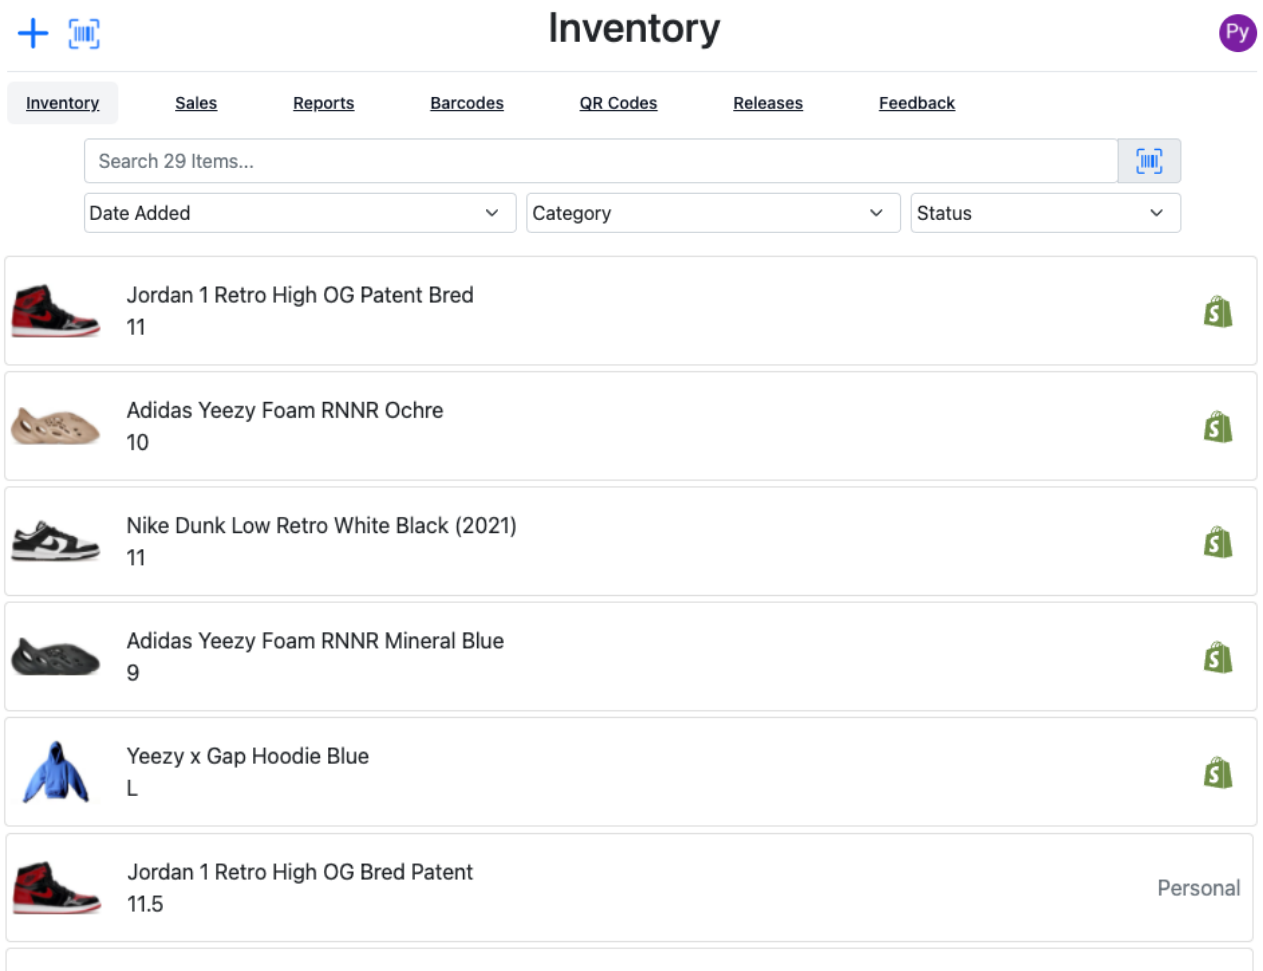 Inventory
Py
Inventory
Sales
Reports
Barcodes
QR Codes
Releases
Feedback
Search 29 Items...
Date Added
Category
Status
Jordan 1 Retro High OG Patent Bred
11
Adidas Yeezy Foam RNNR Ochre
10
Nike Dunk Low Retro White Black (2021)
11
Adidas Yeezy Foam RNNR Mineral Blue
9
Yeezy x Gap Hoodie Blue
L
Jordan 1 Retro High OG Bred Patent
11.5
Personal